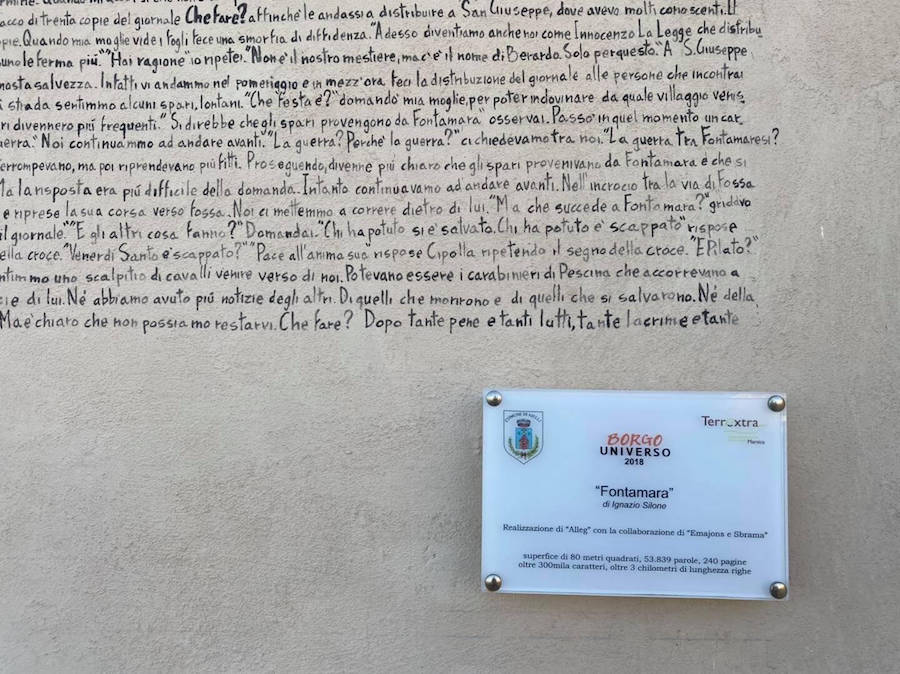 acco di trenta copie del giornale Che fare? affinché le andassi a distribuire a San Giuseppe, dove avevo molti conoscenti. Il
opie. Quando mia moglie vide i fogli fece una smorfia di diffidenza. "Adesso diventiamo anche noi come Innocenzo La Legge che distribu
uno le ferma più." "Hai ragione" io ripetei. "Non è il nostro mestiere, ma c'è il nome di Berardo. Solo per questo." A S. Giuseppe
nostra salvezza. Infatti vi andammo nel pomeriggio e in mezz'ora feci la distribuzione del giornale alle persone che incontrai
strada sentimmo alcuni spari, lontani. "Che festa è?" domandò mia moglie, per poter indovinare da quale villaggio venis
ri divennero più frequenti." Si direbbe che gli spari provengono da Fontamara" osservai. Passò in quel momento un car
uerra." Noi continuammo ad andare avanti. "La guerra? Perché la guerra?" ci chiedevamo tra noi. "La guerra tra Fontamaresi?
terrompevano, ma poi riprendevano più fitti. Proseguendo, divenne più chiaro che gli spari provenivano da Fontamara e che si
Ma la risposta era più difficile della domanda. Intanto continuavamo ad andare avanti. Nell'incrocio tra la via di Fossa
e riprese la sua corsa verso Fossa. Noi ci mettemmo a correre dietro di lui. "Ma che succede a Fontamara?" gridavo
il giornale." "E gli altri cosa fanno?" Domandai. "Chi ha potuto si è salvato. Chi ha potuto è scappato" rispose
ella croce. "Venerdì Santo è scappato?" "Pace all'anima sua" rispose Cipolla ripetendo il segno della croce. "E Pilato?"
ntimmo uno scalpitio di cavalli venire verso di noi. Potevano essere i carabinieri di Pescina che accorrevano a
cie di lui. Né abbiamo avuto più notizie degli altri. Di quelli che morirono e di quelli che si salvarono. Né della
Ma è chiaro che non possiamo restarvi. Che fare? Dopo tante pene e tanti lutti, tante lacrime e tante
COMUNE DI AIELLI
TerrExtra
Marsica
BORGO
UNIVERSO
2018
"Fontamara"
di Ignazio Silone
Realizzazione di "Alleg" con la collaborazione di "Emajons e Sbrama"
superfice di 80 metri quadrati, 53.839 parole, 240 pagine
oltre 300mila caratteri, oltre 3 chilometri di lunghezza righe